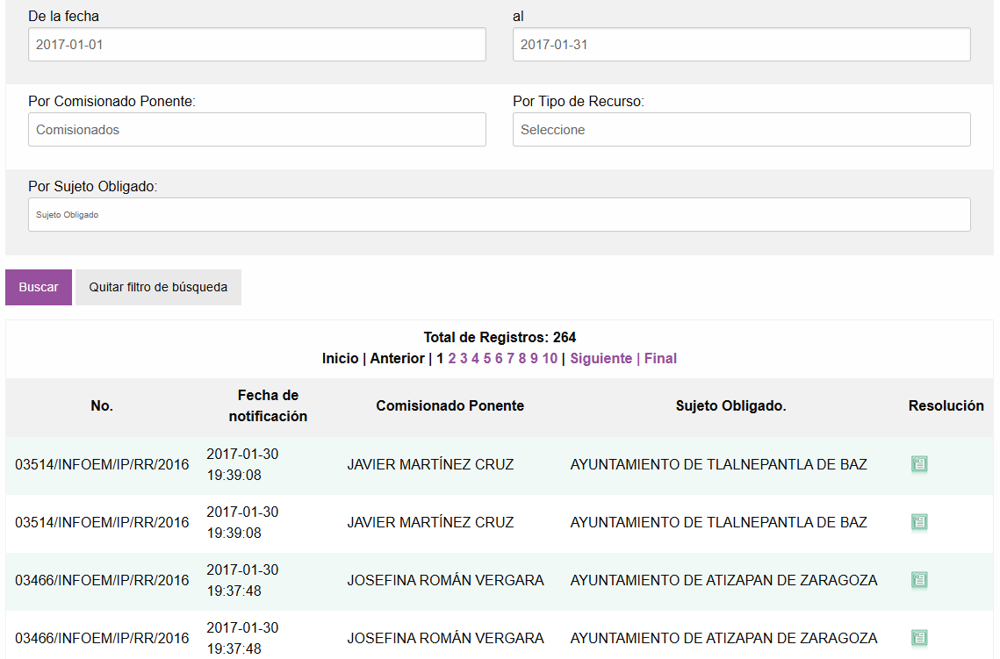 De la fecha al
2017-01-01 2017-01-31
Por Comisionado Ponente: Por Tipo de Recurso:
Comisionados Seleccione
Por Sujeto Obligado:
Sujeto Obligado
Buscar Quitar filtro de búsqueda
Total de Registros: 264
Inicio | Anterior | 1 2 3 4 5 6 7 8 9 10 | Siguiente | Final
No. Fecha de notificación Comisionado Ponente Sujeto Obligado. Resolución
03514/INFOEM/IP/RR/2016 2017-01-30 19:39:08 JAVIER MARTÍNEZ CRUZ AYUNTAMIENTO DE TLALNEPANTLA DE BAZ
03514/INFOEM/IP/RR/2016 2017-01-30 19:39:08 JAVIER MARTÍNEZ CRUZ AYUNTAMIENTO DE TLALNEPANTLA DE BAZ
03466/INFOEM/IP/RR/2016 2017-01-30 19:37:48 JOSEFINA ROMÁN VERGARA AYUNTAMIENTO DE ATIZAPAN DE ZARAGOZA
03466/INFOEM/IP/RR/2016 2017-01-30 19:37:48 JOSEFINA ROMÁN VERGARA AYUNTAMIENTO DE ATIZAPAN DE ZARAGOZA